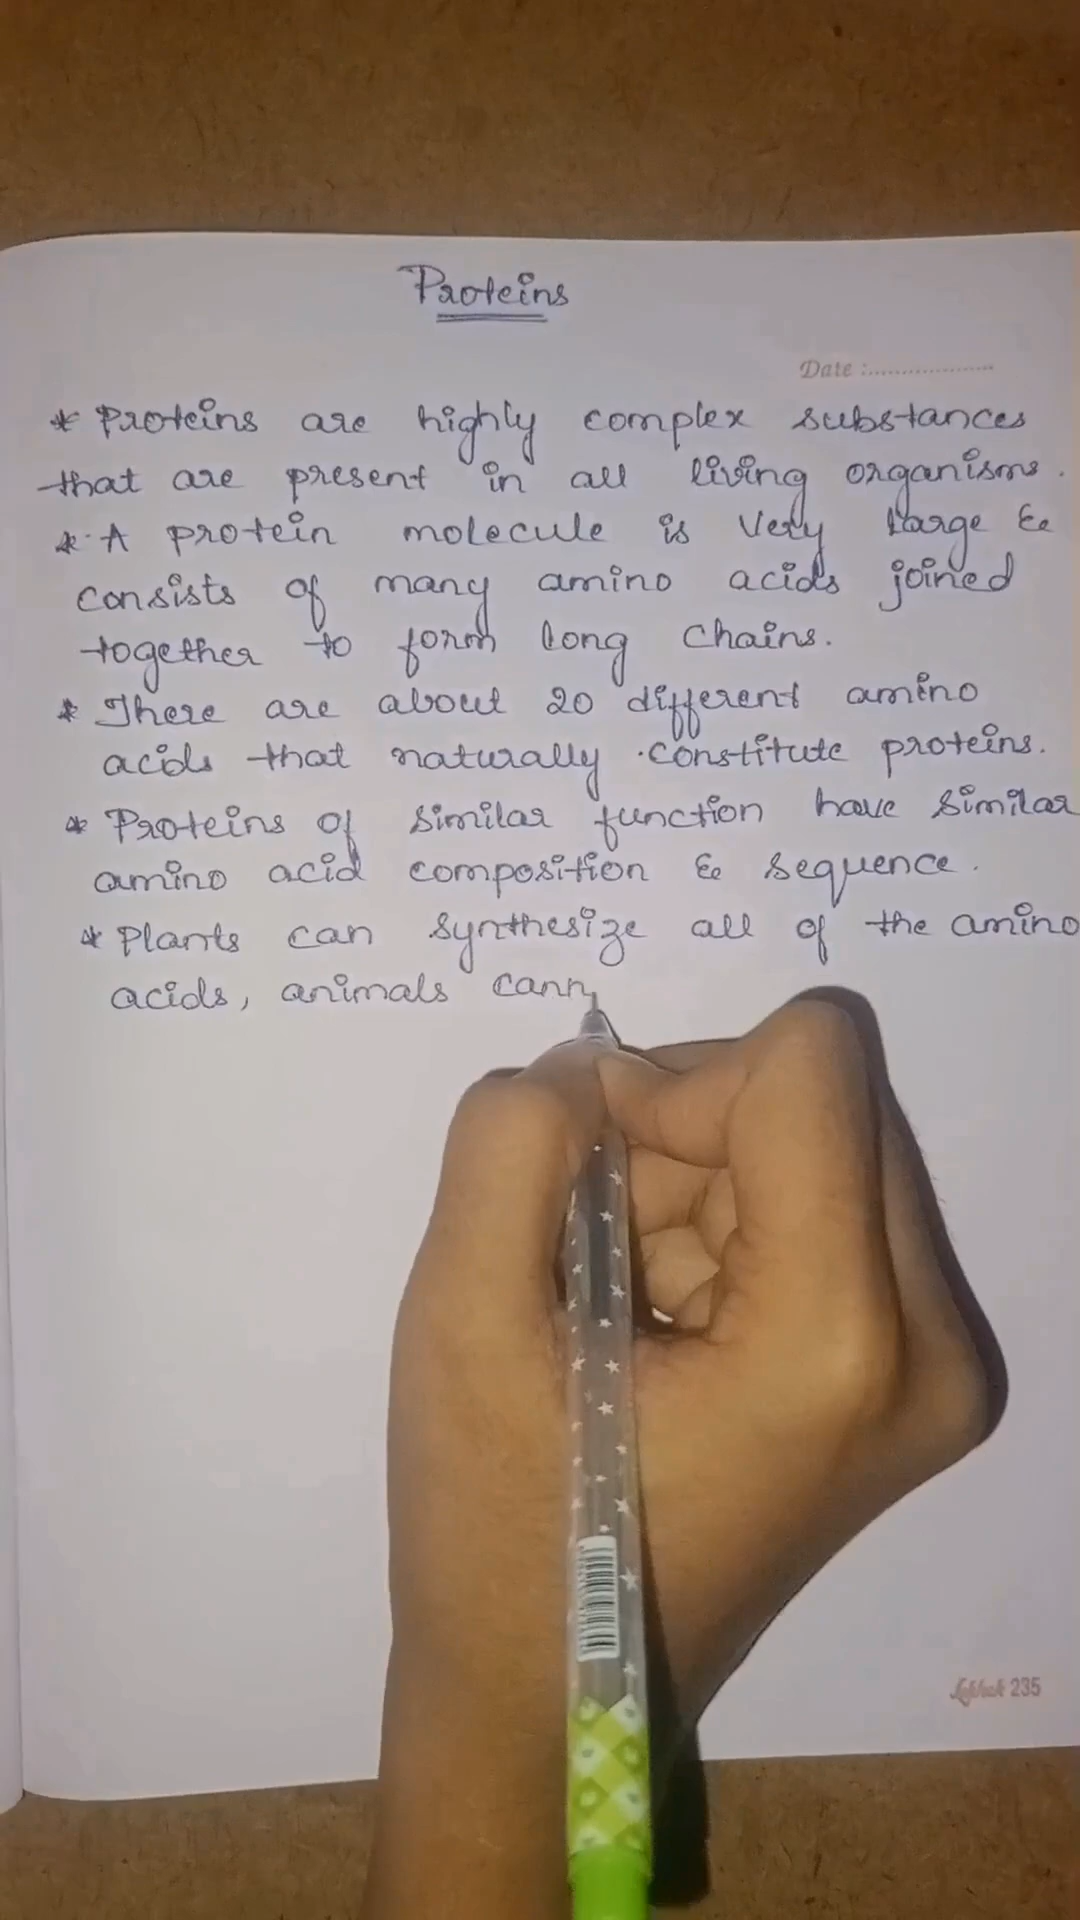 Proteins
Date :....................
* Proteins are highly complex substances
that are present in all living organisms.
* A protein molecule is very large &
consists of many amino acids joined
together to form long chains.
* There are about 20 different amino
acids that naturally constitute proteins.
* Proteins of similar function have similar
amino acid composition & sequence.
* Plants can synthesize all of the amino
acids, animals cann
235